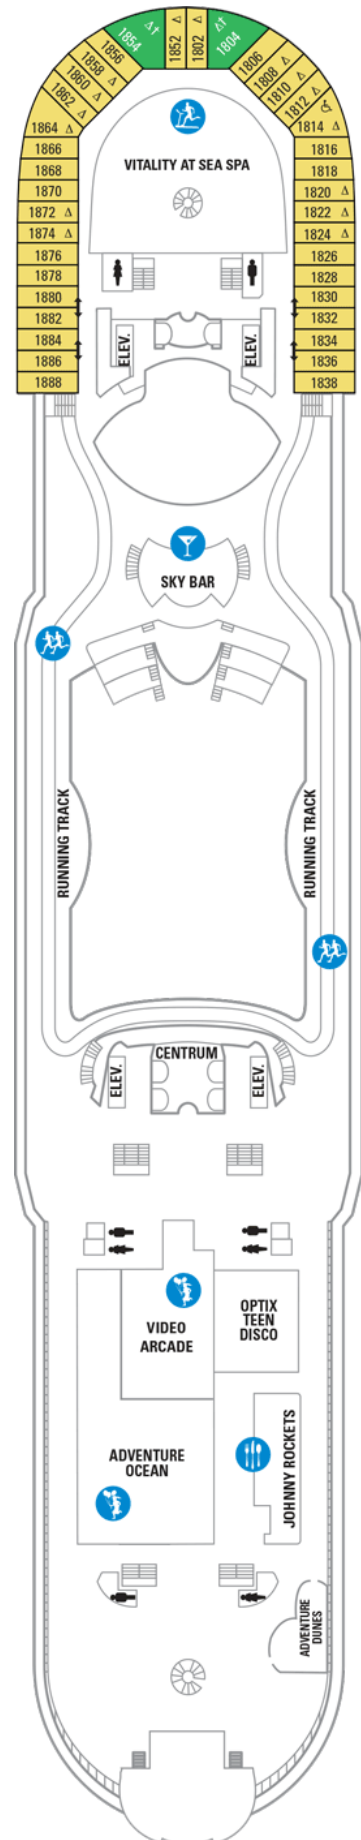 1854 Δ†
1852 Δ
1802 Δ
1804 Δ†
1856
1858 Δ
1860 Δ
1862 Δ
1864 Δ
1866
1868
1870
1872 Δ
1874 Δ
1876
1878
1880
1882
1884
1886
1888
1806
1808 Δ
1810 Δ
1812 Δ
1814 Δ
1816
1818
1820 Δ
1822 Δ
1824 Δ
1826
1828
1830
1832
1834
1836
1838
VITALITY AT SEA SPA
ELEV.
ELEV.
SKY BAR
RUNNING TRACK
RUNNING TRACK
CENTRUM
ELEV.
ELEV.
VIDEO
ARCADE
OPTIX
TEEN
DISCO
ADVENTURE
OCEAN
JOHNNY ROCKETS
ADVENTURE
DUNES